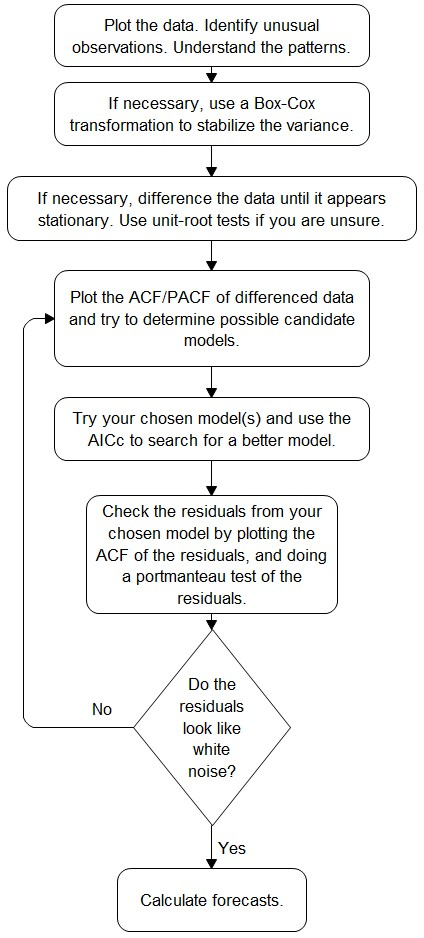 Plot the data. Identify unusual
observations. Understand the patterns.
If necessary, use a Box-Cox
transformation to stabilize the variance.
If necessary, difference the data until it appears
stationary. Use unit-root tests if you are unsure.
Plot the ACF/PACF of differenced data
and try to determine possible candidate
models.
Try your chosen model(s) and use the
AICc to search for a better model.
Check the residuals from your
chosen model by plotting the
ACF of the residuals, and doing
a portmanteau test of the
residuals.
Do the
residuals
look like
white
noise?
No
Yes
Calculate forecasts.